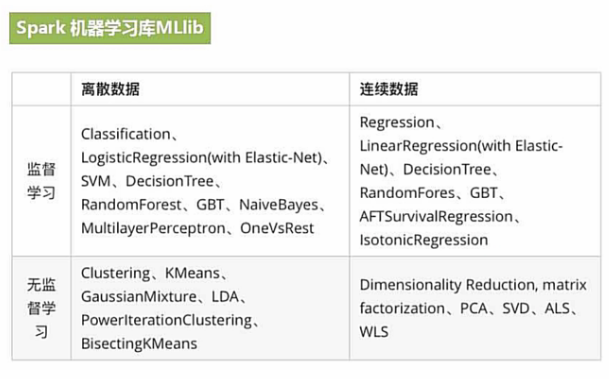 Spark 机器学习库MLlib
离散数据
连续数据
监督
学习
Classification、
LogisticRegression(with Elastic-Net)、
SVM、DecisionTree、
RandomForest、GBT、NaiveBayes、
MultilayerPerceptron、OneVsRest
Regression、
LinearRegression(with Elastic-
Net)、DecisionTree、
RandomFores、GBT、
AFTSurvivalRegression、
IsotonicRegression
无监
督学
习
Clustering、KMeans、
GaussianMixture、LDA、
PowerIterationClustering、
BisectingKMeans
Dimensionality Reduction, matrix
factorization、PCA、SVD、ALS、
WLS